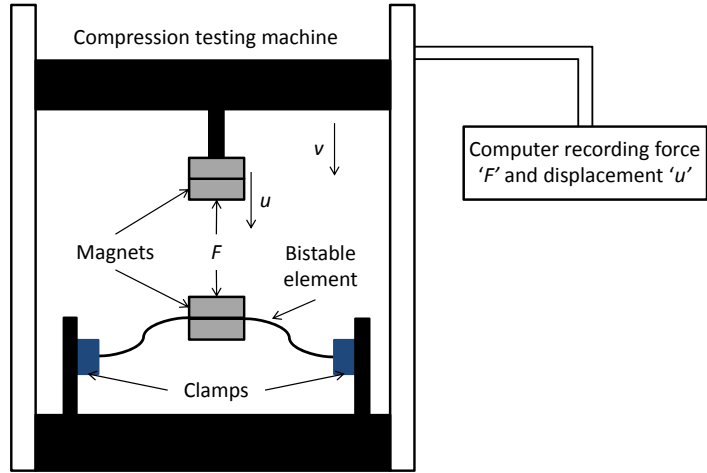 Compression testing machine
v
Computer recording force
‘F’ and displacement ‘u’
u
Magnets
F
Bistable
element
Clamps